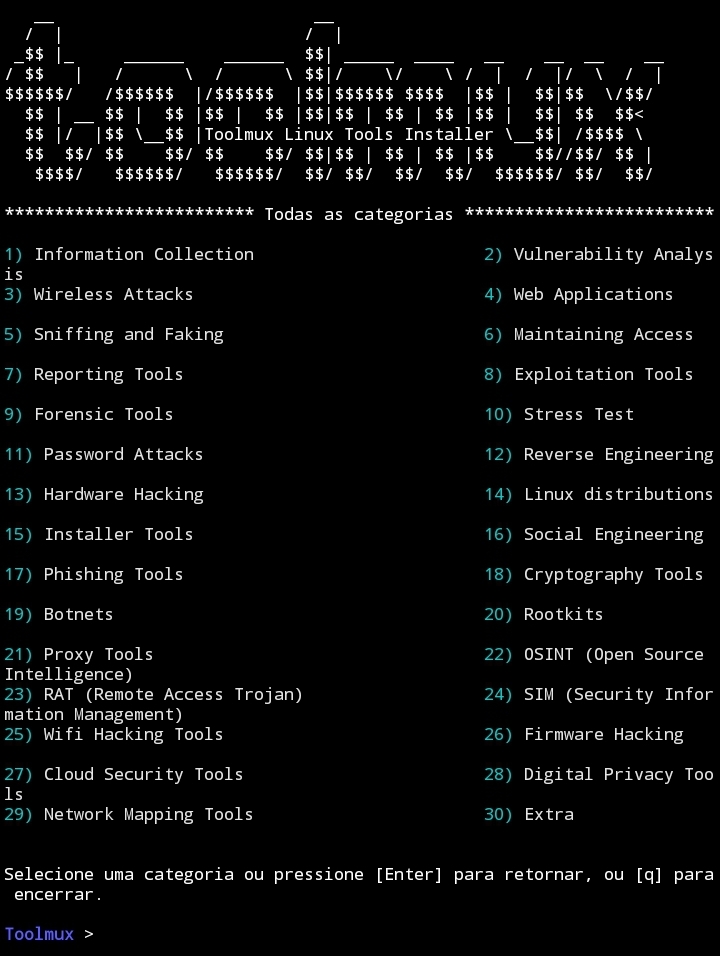 Toolmux Linux Tools Installer
************************* Todas as categorias *************************
1) Information Collection 2) Vulnerability Analys
is
3) Wireless Attacks 4) Web Applications
5) Sniffing and Faking 6) Maintaining Access
7) Reporting Tools 8) Exploitation Tools
9) Forensic Tools 10) Stress Test
11) Password Attacks 12) Reverse Engineering
13) Hardware Hacking 14) Linux distributions
15) Installer Tools 16) Social Engineering
17) Phishing Tools 18) Cryptography Tools
19) Botnets 20) Rootkits
21) Proxy Tools 22) OSINT (Open Source
Intelligence)
23) RAT (Remote Access Trojan) 24) SIM (Security Infor
mation Management)
25) Wifi Hacking Tools 26) Firmware Hacking
27) Cloud Security Tools 28) Digital Privacy Too
ls
29) Network Mapping Tools 30) Extra
Selecione uma categoria ou pressione [Enter] para retornar, ou [q] para
encerrar.
Toolmux >